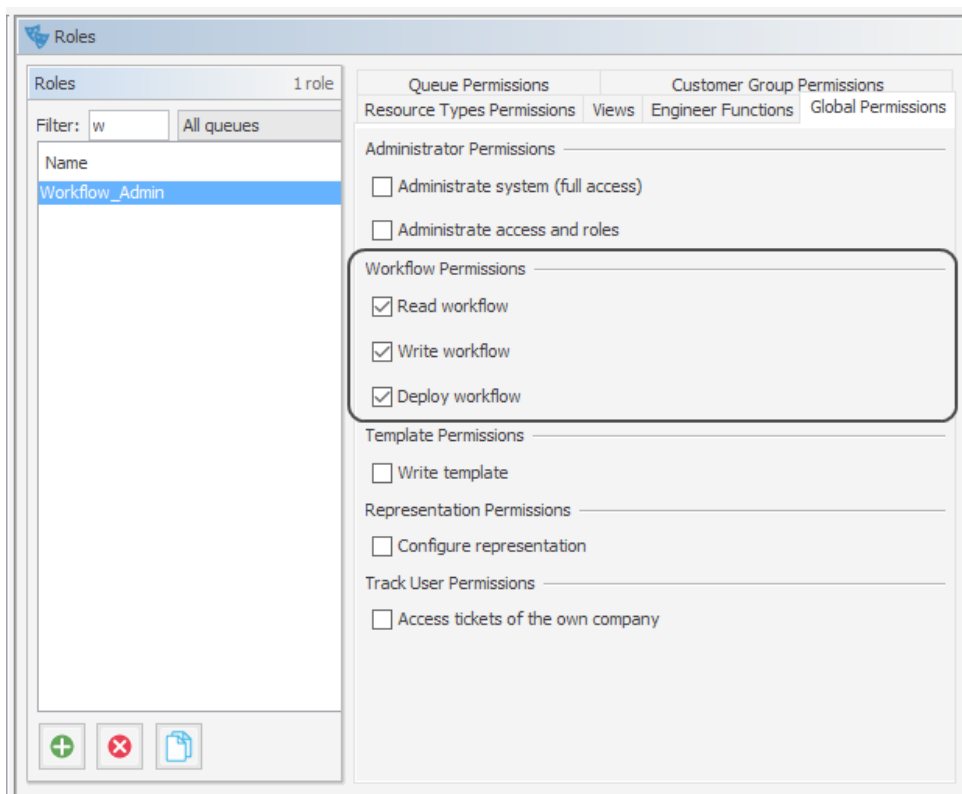 Roles
Roles 1 role
Filter: w All queues
Name
Workflow_Admin
Queue Permissions Customer Group Permissions
Resource Types Permissions Views Engineer Functions Global Permissions
Administrator Permissions
Administrate system (full access)
Administrate access and roles
Workflow Permissions
Read workflow
Write workflow
Deploy workflow
Template Permissions
Write template
Representation Permissions
Configure representation
Track User Permissions
Access tickets of the own company